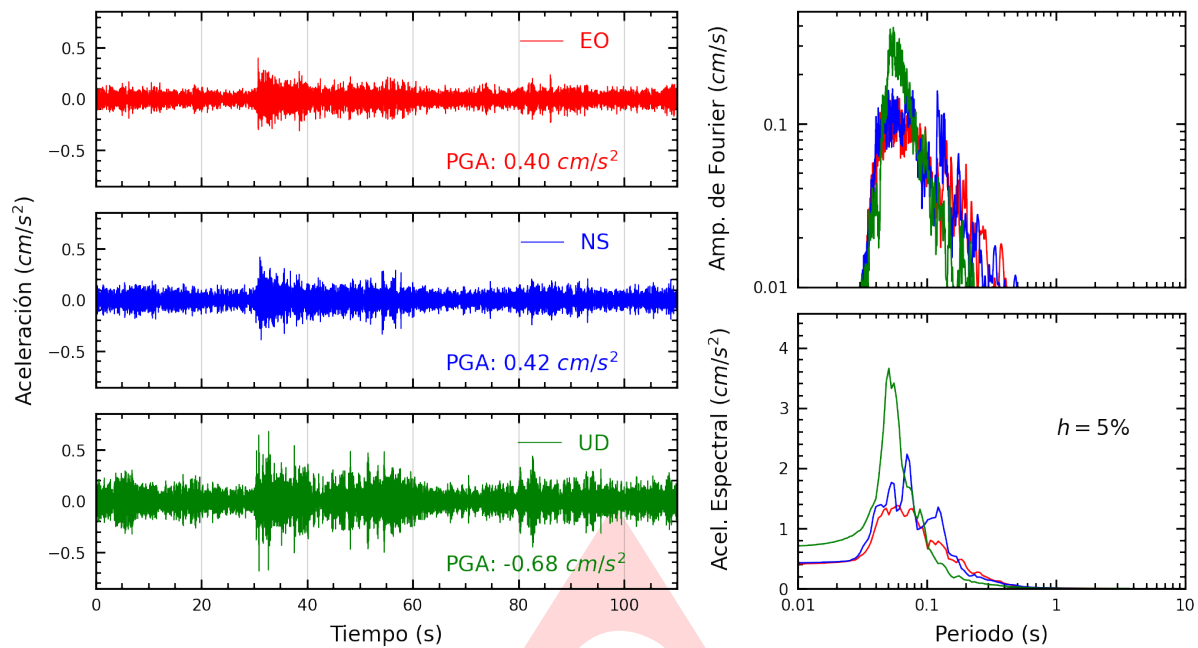 Aceleración (cm/s²)
0.5
0.0
−0.5
EO
PGA: 0.40 cm/s²
0.5
0.0
−0.5
NS
PGA: 0.42 cm/s²
0.5
0.0
−0.5
UD
PGA: -0.68 cm/s²
0 20 40 60 80 100
Tiempo (s)
Amp. de Fourier (cm/s)
0.1
0.01
Acel. Espectral (cm/s²)
4
3
2
1
0
h = 5%
0.01 0.1 1 10
Periodo (s)